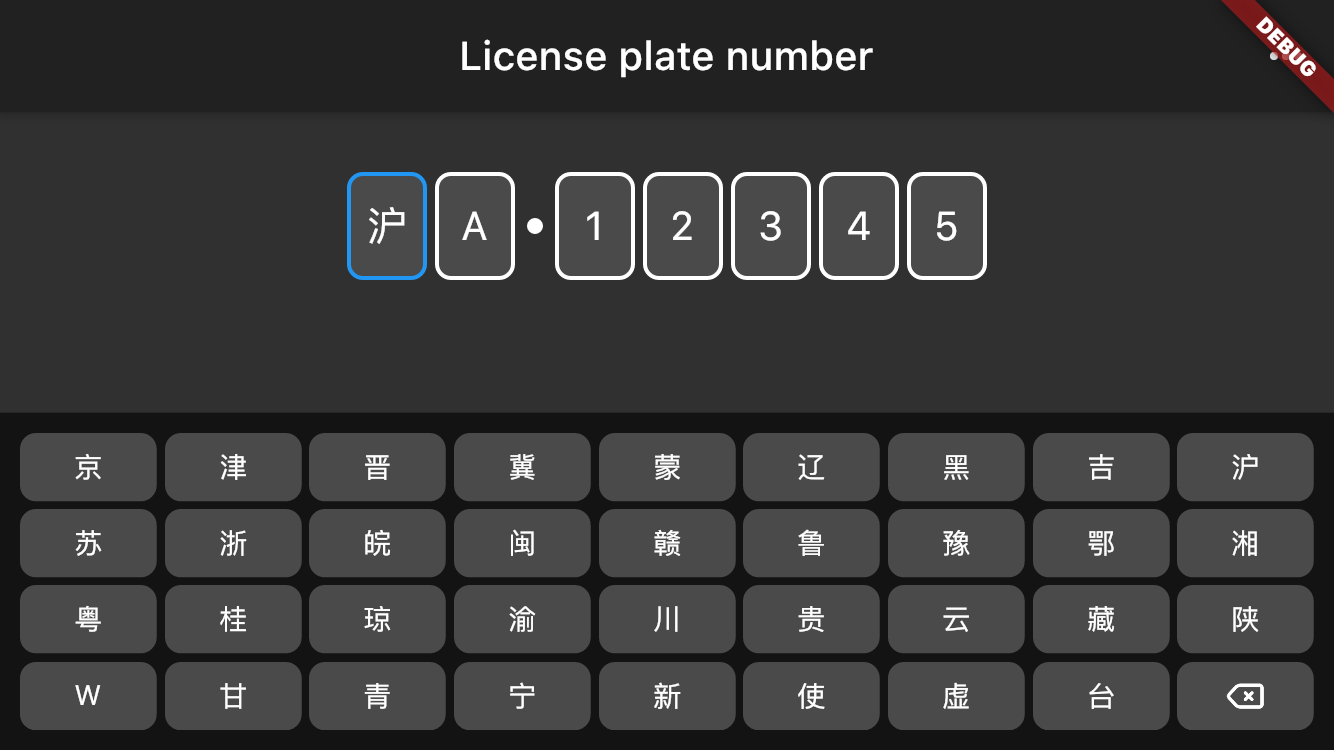 License plate number
DEBUG
沪 A • 1 2 3 4 5
京 津 晋 冀 蒙 辽 黑 吉 沪
苏 浙 皖 闽 赣 鲁 豫 鄂 湘
粤 桂 琼 渝 川 贵 云 藏 陕
W 甘 青 宁 新 使 虚 台